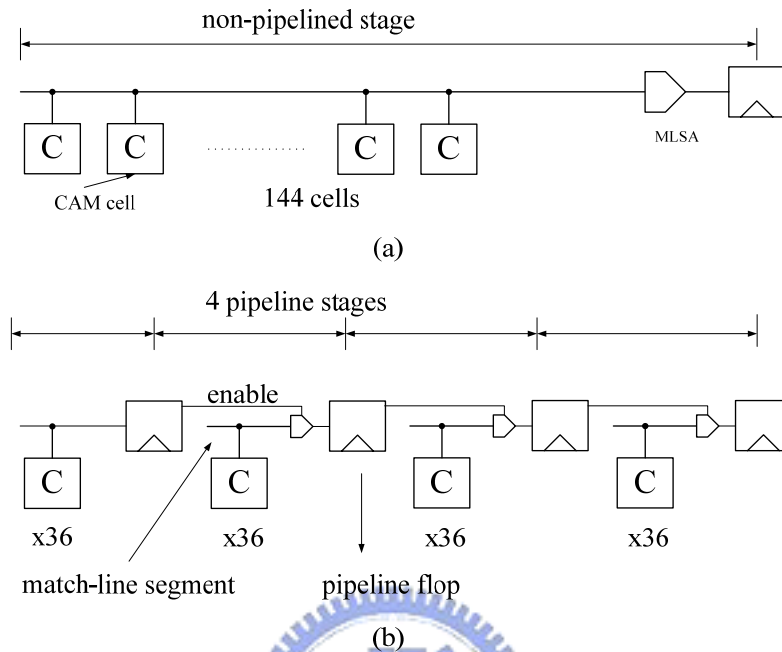 non-pipelined stage
C C C C
MLSA
CAM cell
144 cells
(a)
4 pipeline stages
enable
C C C C
x36 x36 x36 x36
match-line segment
pipeline flop
(b)